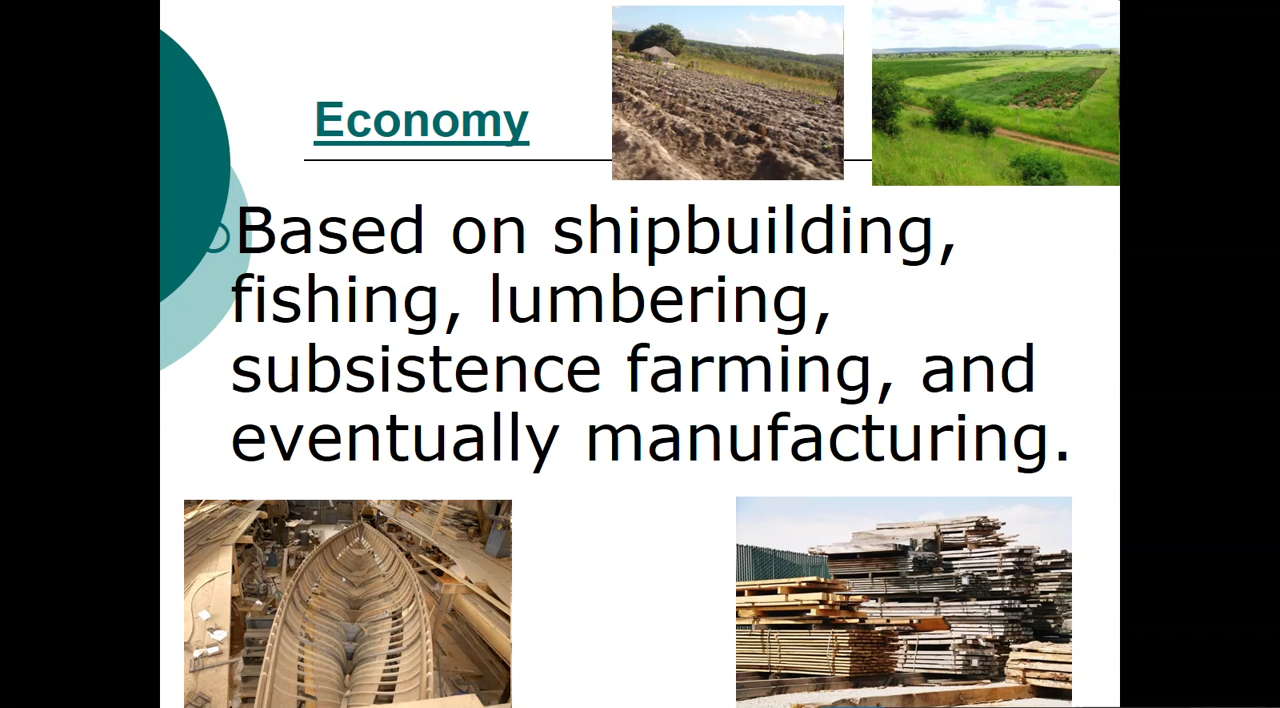 Economy
Based on shipbuilding,
fishing, lumbering,
subsistence farming, and
eventually manufacturing.